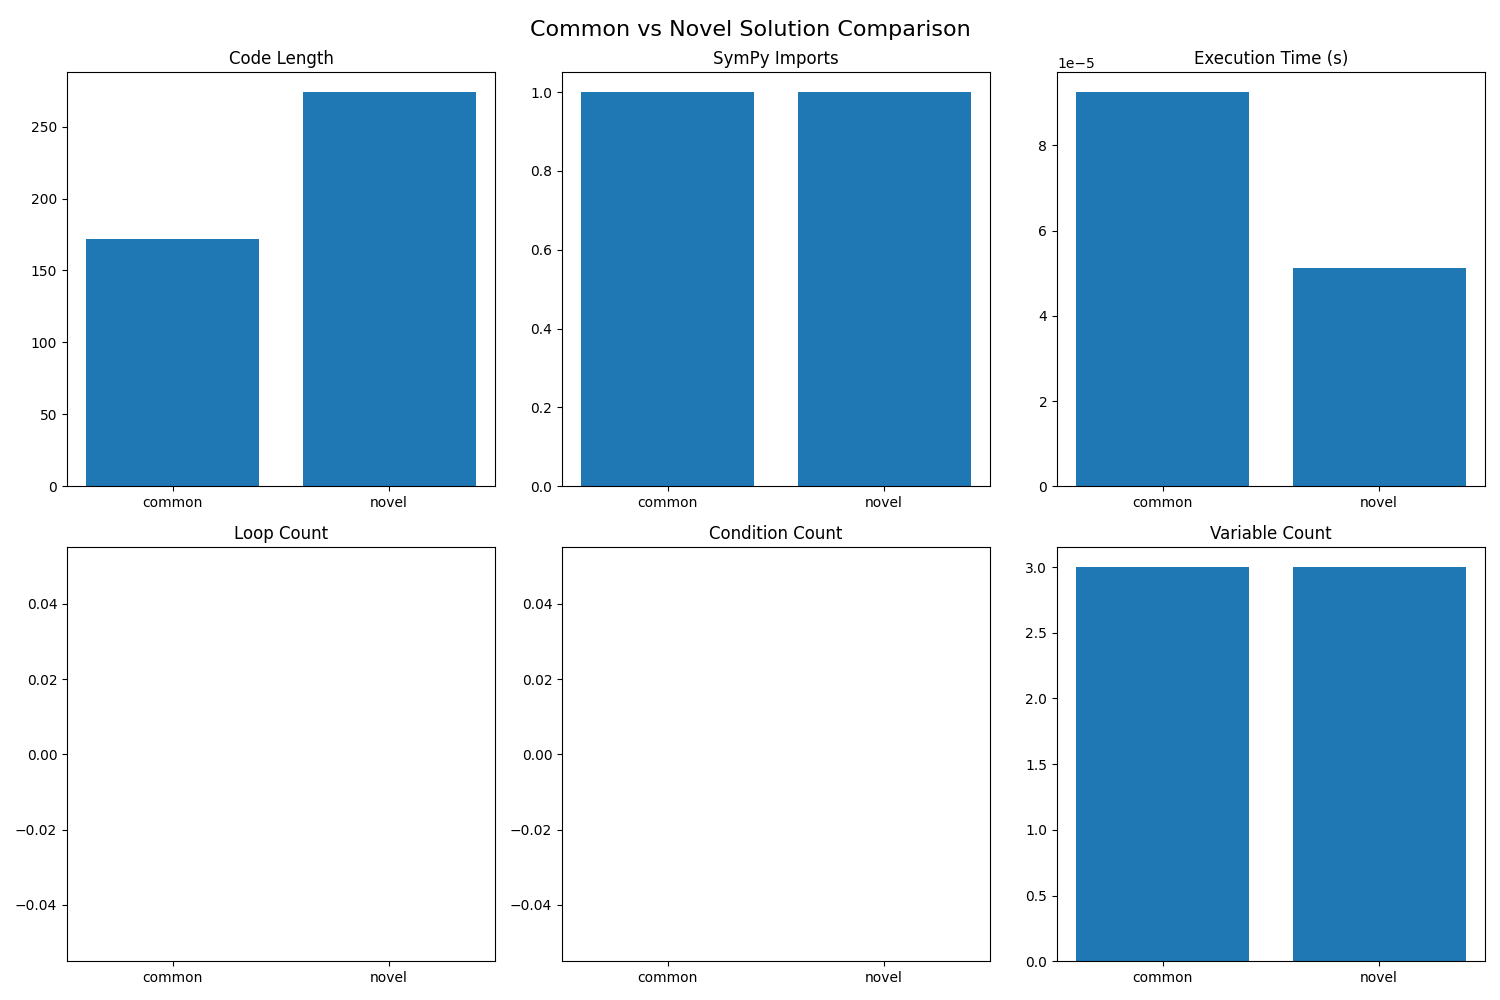 Common vs Novel Solution Comparison
Code Length
250
200
150
100
50
0
common novel
SymPy Imports
1.0
0.8
0.6
0.4
0.2
0.0
common novel
Execution Time (s)
1e−5
8
6
4
2
0
common novel
Loop Count
0.04
0.02
0.00
−0.02
−0.04
common novel
Condition Count
0.04
0.02
0.00
−0.02
−0.04
common novel
Variable Count
3.0
2.5
2.0
1.5
1.0
0.5
0.0
common novel